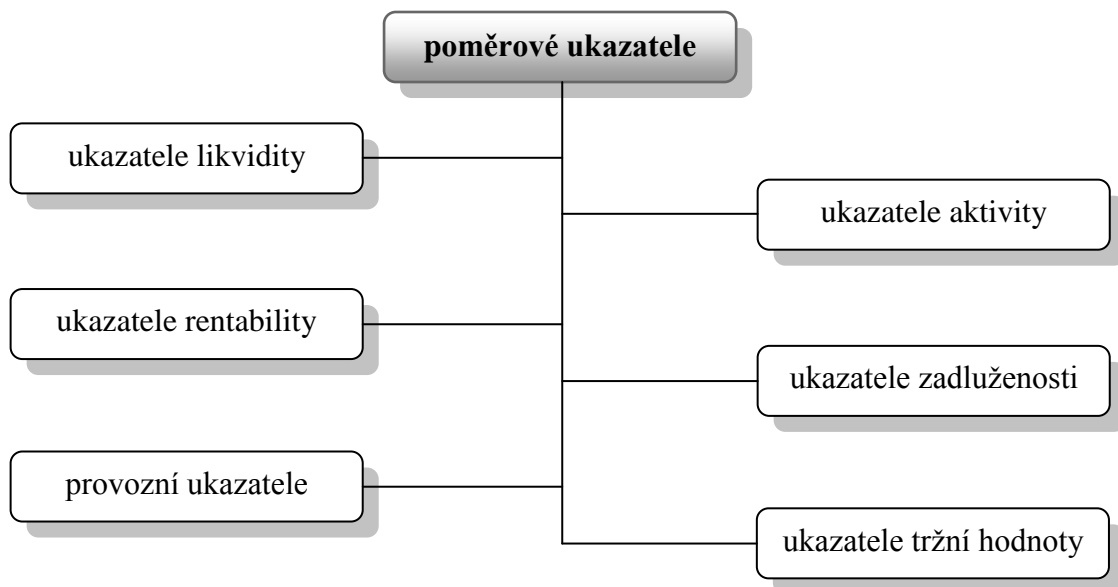 poměrové ukazatele
ukazatele likvidity
ukazatele aktivity
ukazatele rentability
ukazatele zadluženosti
provozní ukazatele
ukazatele tržní hodnoty